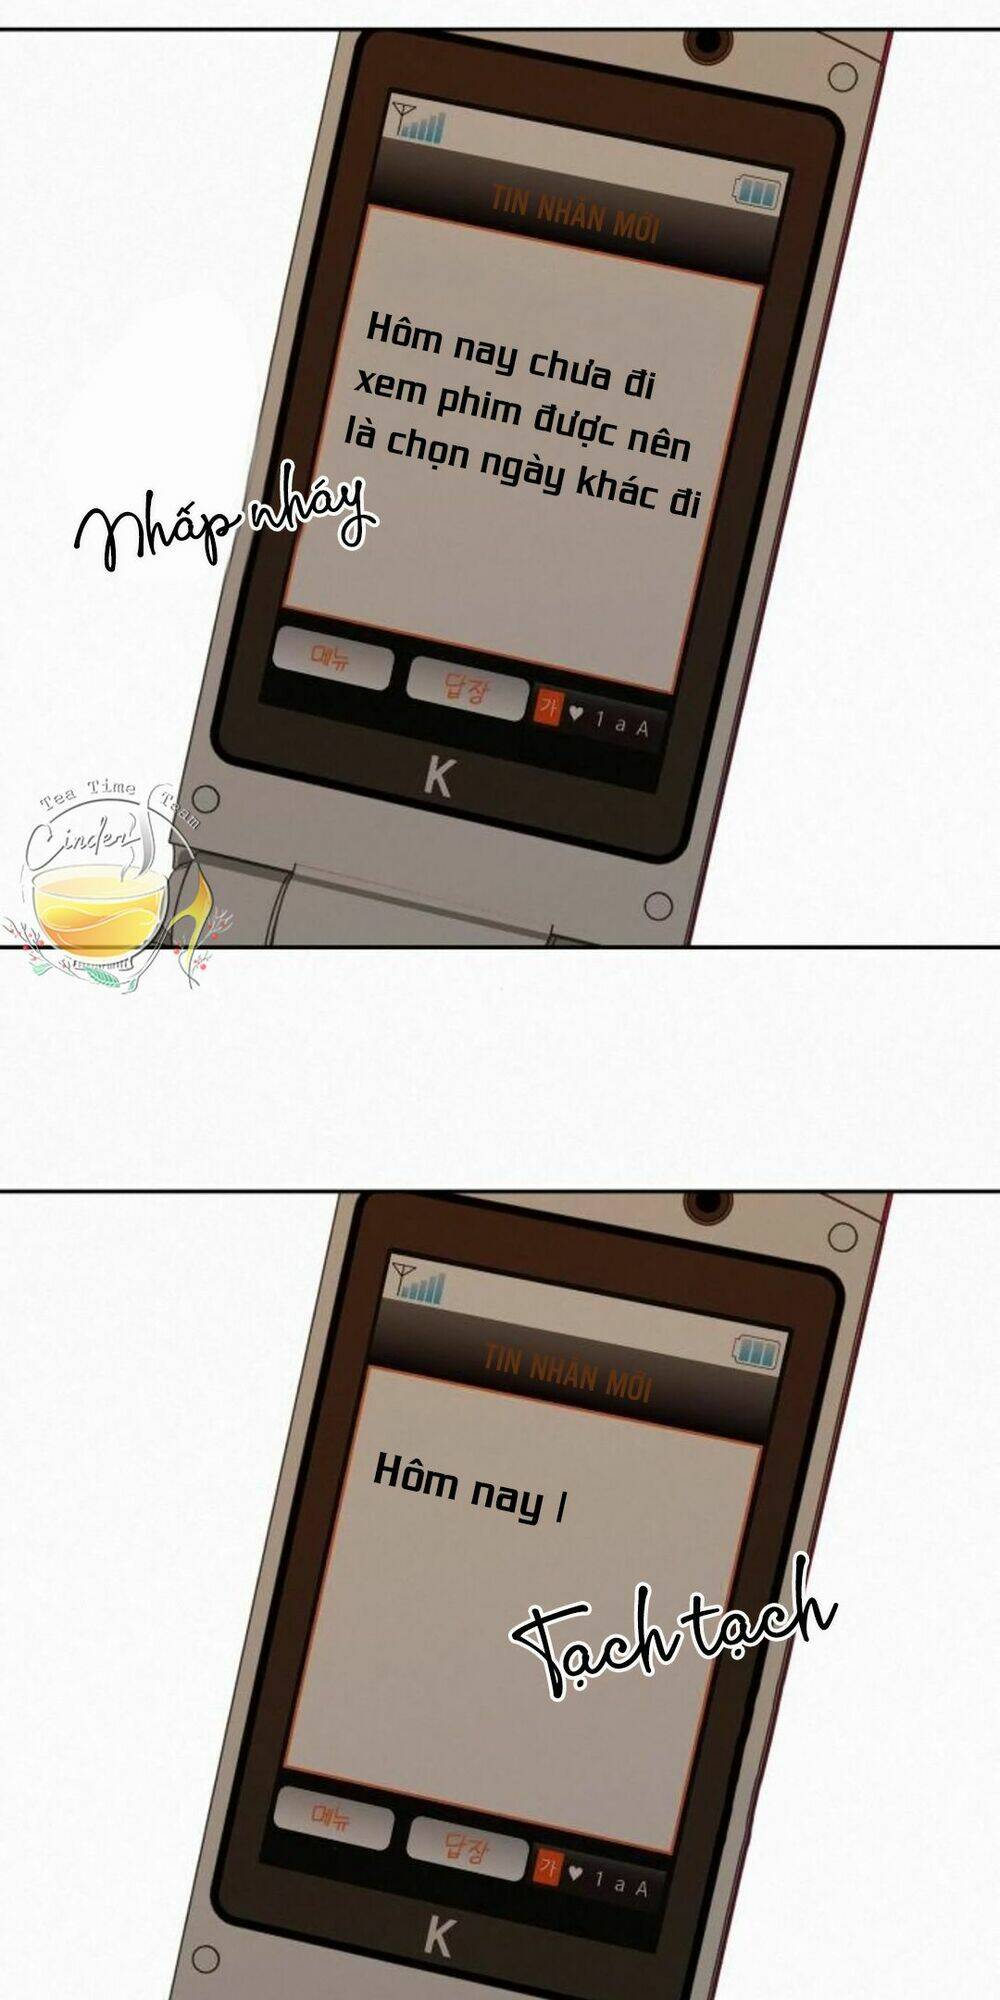 TIN NHẮN MỚI
Hôm nay chưa đi
xem phim được nên
là chọn ngày khác đi
Nhấp nháy
메뉴
답장
가 ♥ 1 a A
K
Tea Time Team
Cinder
TIN NHẮN MỚI
Hôm nay |
Tạch tạch
메뉴
답장
가 ♥ 1 a A
K